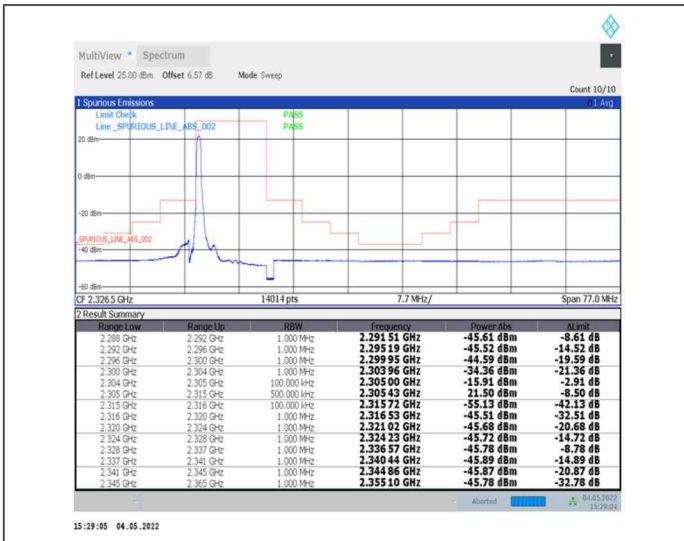 MultiView * Spectrum
Ref Level 25.00 dBm Offset 6.57 dB Mode Sweep
Count 10/10
1 Spurious Emissions 1 Avg
Limit Check PASS
Line _SPURIOUS_LINE_ABS_002 PASS
20 dBm
0 dBm
-20 dBm
_SPURIOUS_LINE_ABS_002
-40 dBm
-60 dBm
CF 2.3265 GHz 14014 pts 7.7 MHz/ Span 77.0 MHz
2 Result Summary
Range Low Range Up RBW Frequency Power Abs ΔLimit
2.288 GHz 2.292 GHz 1.000 MHz 2.291 51 GHz -45.61 dBm -8.61 dB
2.292 GHz 2.296 GHz 1.000 MHz 2.295 19 GHz -45.52 dBm -14.52 dB
2.296 GHz 2.300 GHz 1.000 MHz 2.299 95 GHz -44.59 dBm -19.59 dB
2.300 GHz 2.304 GHz 1.000 MHz 2.303 96 GHz -34.36 dBm -21.36 dB
2.304 GHz 2.305 GHz 100.000 kHz 2.305 00 GHz -15.91 dBm -2.91 dB
2.305 GHz 2.315 GHz 500.000 kHz 2.305 43 GHz 21.50 dBm -8.50 dB
2.315 GHz 2.316 GHz 100.000 kHz 2.315 72 GHz -55.13 dBm -42.13 dB
2.316 GHz 2.320 GHz 1.000 MHz 2.316 53 GHz -45.51 dBm -32.51 dB
2.320 GHz 2.324 GHz 1.000 MHz 2.321 02 GHz -45.68 dBm -20.68 dB
2.324 GHz 2.328 GHz 1.000 MHz 2.324 23 GHz -45.72 dBm -14.72 dB
2.328 GHz 2.337 GHz 1.000 MHz 2.336 57 GHz -45.78 dBm -8.78 dB
2.337 GHz 2.341 GHz 1.000 MHz 2.340 44 GHz -45.89 dBm -14.89 dB
2.341 GHz 2.345 GHz 1.000 MHz 2.344 86 GHz -45.87 dBm -20.87 dB
2.345 GHz 2.365 GHz 1.000 MHz 2.355 10 GHz -45.78 dBm -32.78 dB
Aborted 04.05.2022
15:29:04
15:29:05 04.05.2022